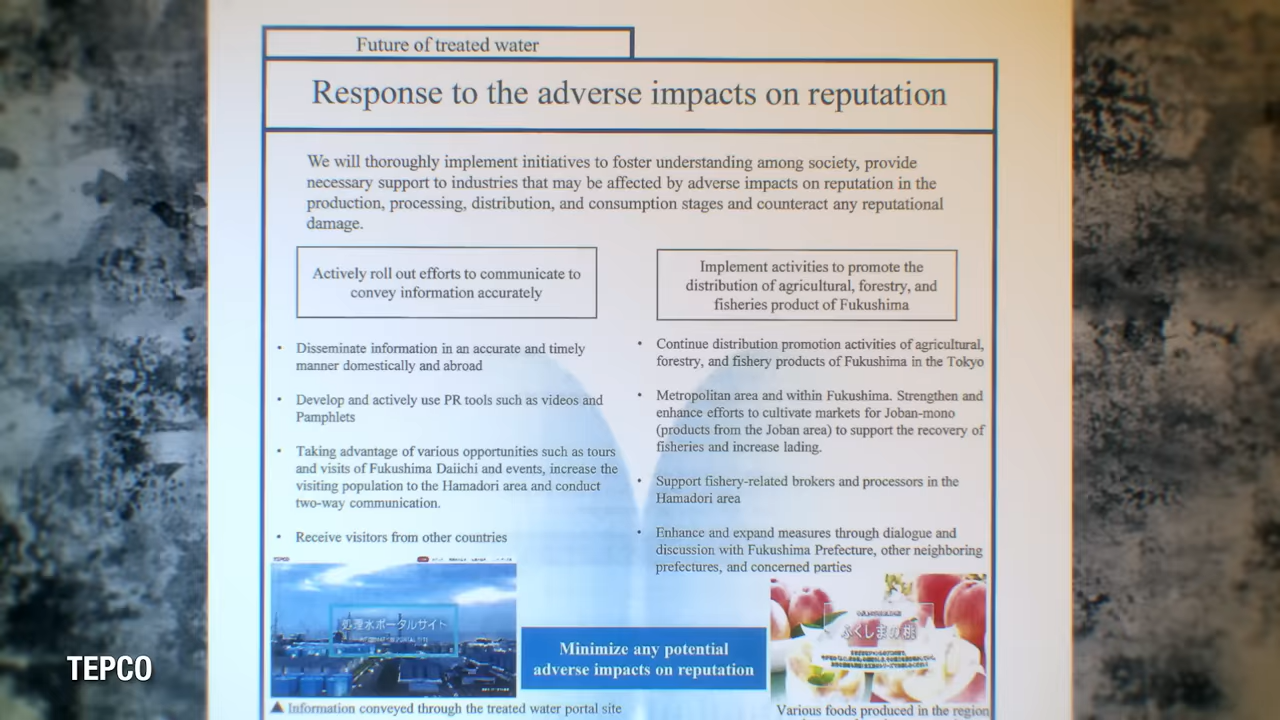 Future of treated water
Response to the adverse impacts on reputation
We will thoroughly implement initiatives to foster understanding among society, provide
necessary support to industries that may be affected by adverse impacts on reputation in the
production, processing, distribution, and consumption stages and counteract any reputational
damage.
Actively roll out efforts to communicate to
convey information accurately
• Disseminate information in an accurate and timely
manner domestically and abroad
• Develop and actively use PR tools such as videos and
Pamphlets
• Taking advantage of various opportunities such as tours
and visits of Fukushima Daiichi and events, increase the
visiting population to the Hamadori area and conduct
two-way communication.
• Receive visitors from other countries
Implement activities to promote the
distribution of agricultural, forestry, and
fisheries product of Fukushima
• Continue distribution promotion activities of agricultural,
forestry, and fishery products of Fukushima in the Tokyo
• Metropolitan area and within Fukushima. Strengthen and
enhance efforts to cultivate markets for Joban-mono
(products from the Joban area) to support the recovery of
fisheries and increase lading.
• Support fishery-related brokers and processors in the
Hamadori area
• Enhance and expand measures through dialogue and
discussion with Fukushima Prefecture, other neighboring
prefectures, and concerned parties
処理水ポータルサイト
Minimize any potential
adverse impacts on reputation
ふくしまの桃
▲ Information conveyed through the treated water portal site
Various foods produced in the region
TEPCO